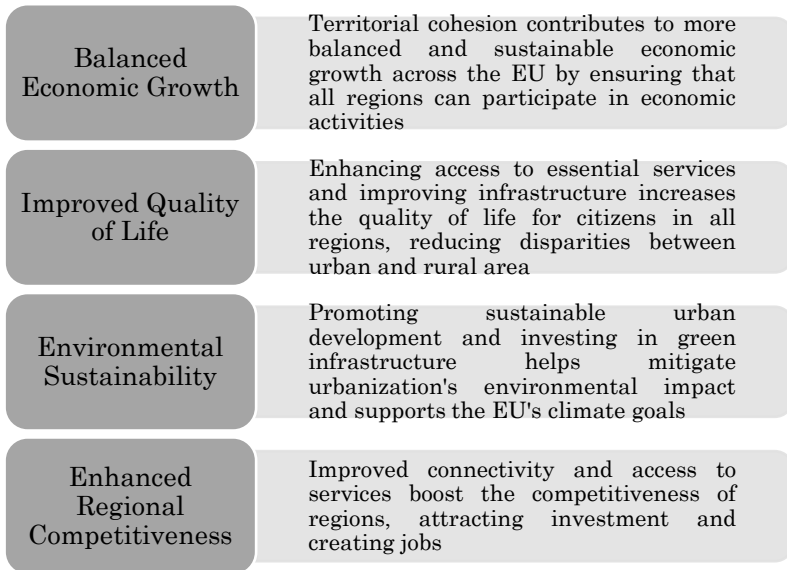 Balanced
Economic Growth
Territorial cohesion contributes to more
balanced and sustainable economic
growth across the EU by ensuring that
all regions can participate in economic
activities
Improved Quality
of Life
Enhancing access to essential services
and improving infrastructure increases
the quality of life for citizens in all
regions, reducing disparities between
urban and rural area
Environmental
Sustainability
Promoting sustainable urban
development and investing in green
infrastructure helps mitigate
urbanization's environmental impact
and supports the EU's climate goals
Enhanced
Regional
Competitiveness
Improved connectivity and access to
services boost the competitiveness of
regions, attracting investment and
creating jobs